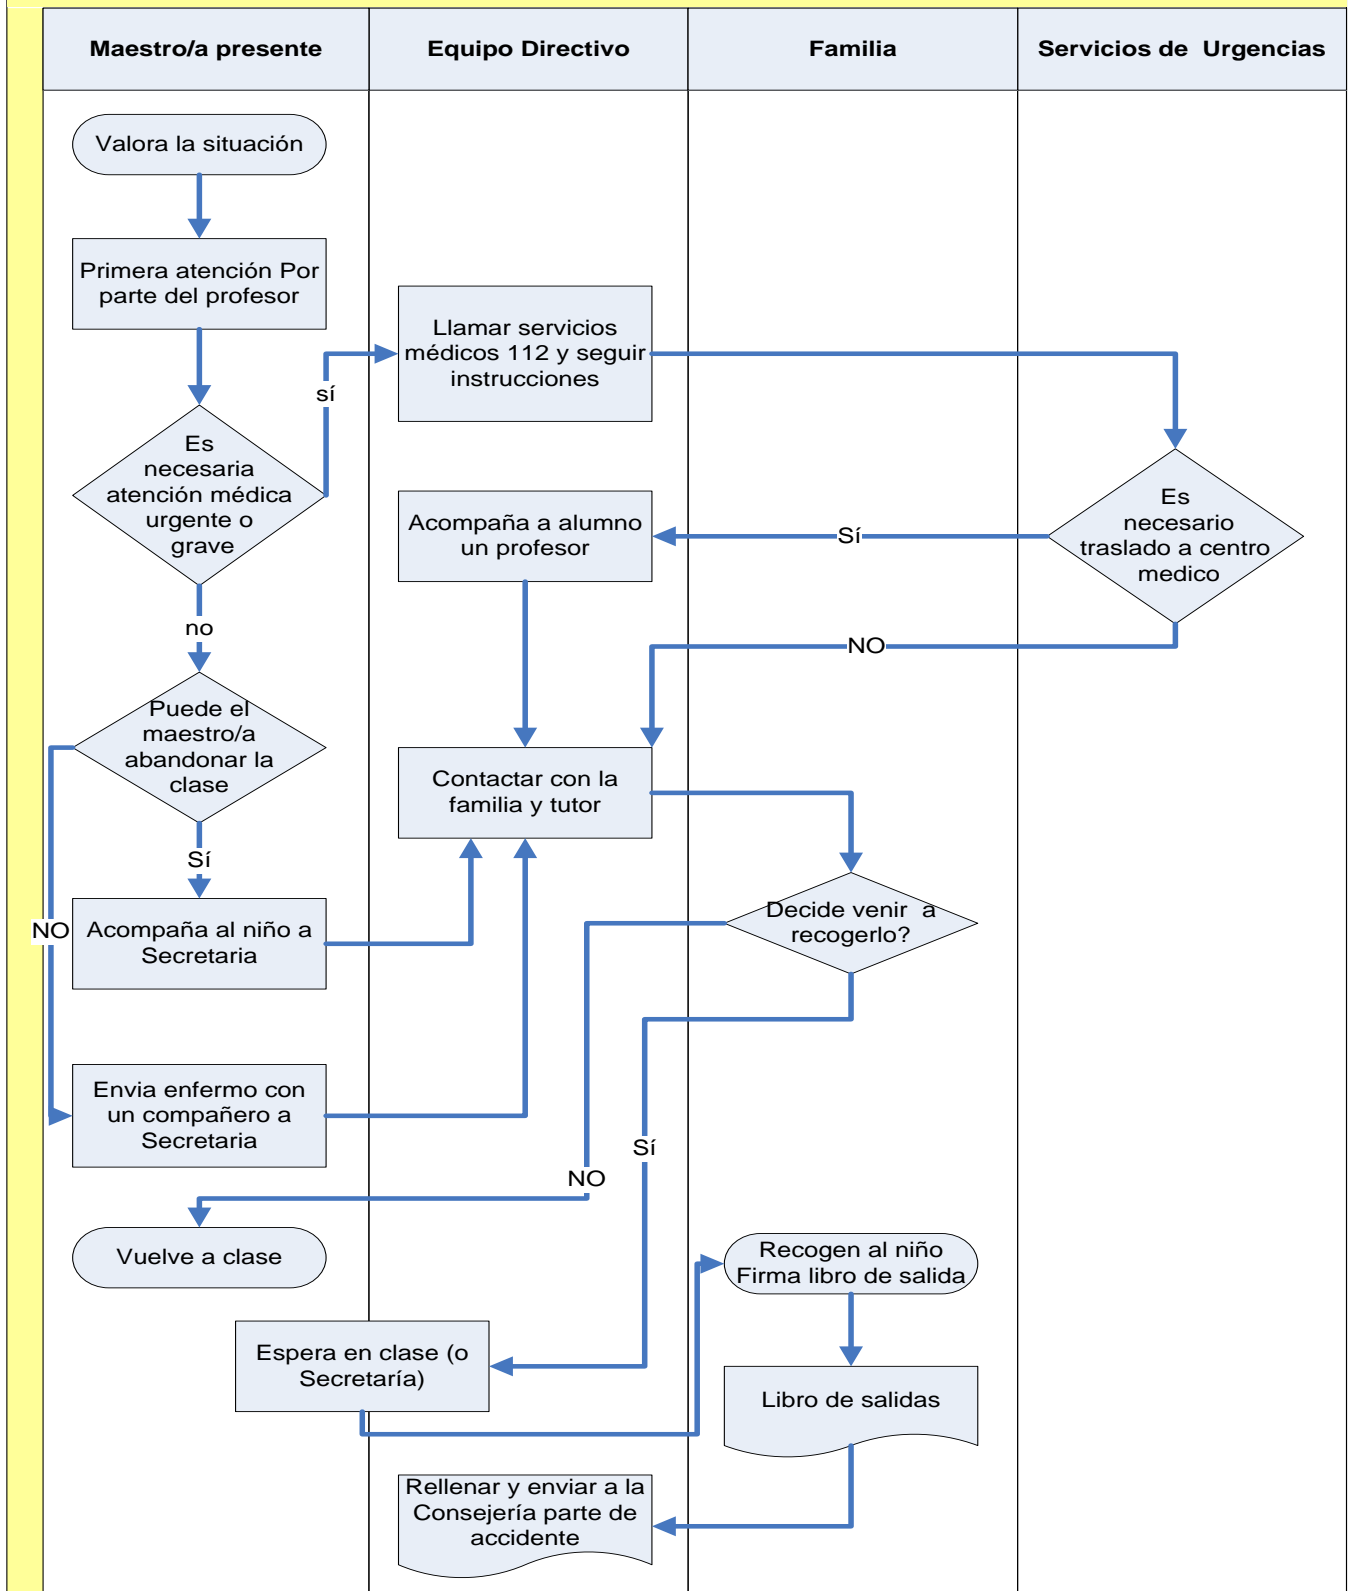 Maestro/a presente
Equipo Directivo
Familia
Servicios de  Urgencias
Valora la situación
Primera atención Por
parte del profesor
Llamar servicios
médicos 112 y seguir
instrucciones
sí
Es
necesaria
atención médica
urgente o
grave
Acompaña a alumno
un profesor
Sí
Es
necesario
traslado a centro
medico
no
NO
Puede el
maestro/a
abandonar la
clase
Contactar con la
familia y tutor
Sí
NO
Acompaña al niño a
Secretaria
Decide venir  a
recogerlo?
Envia enfermo con
un compañero a
Secretaria
Sí
NO
Vuelve a clase
Recogen al niño
Firma libro de salida
Espera en clase (o
Secretaría)
Libro de salidas
Rellenar y enviar a la
Consejería parte de
accidente